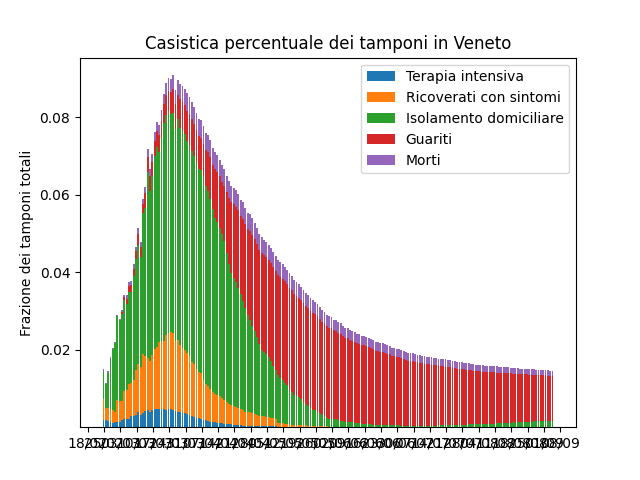 Casistica percentuale dei tamponi in Veneto
Terapia intensiva
Ricoverati con sintomi
Isolamento domiciliare
Guariti
Morti
Frazione dei tamponi totali
0.08
0.06
0.04
0.02